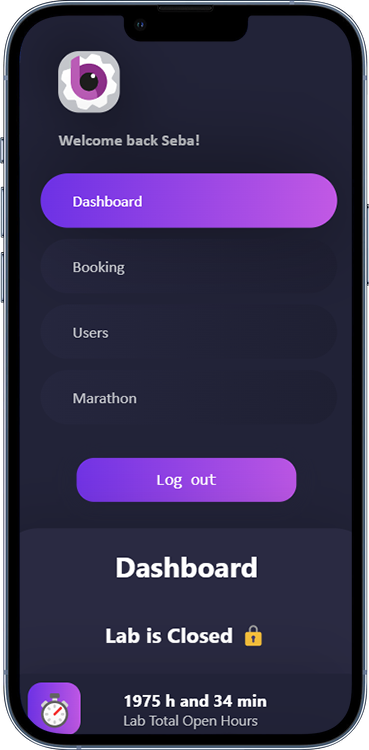 Welcome back Seba!
Dashboard
Booking
Users
Marathon
Log out
Dashboard
Lab is Closed 🔒
1975 h and 34 min
Lab Total Open Hours